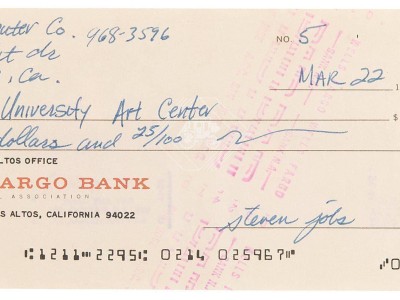 uter Co. 968-3596
NO. 5
t dr
, Ca.
MAR 22
University Art Center
dollars and 25/100
$
ALTOS OFFICE
ARGO BANK
L ASSOCIATION
S ALTOS, CALIFORNIA 94022
steven jobs
⑆1211⑉2295⑆ 0214 025967⑈